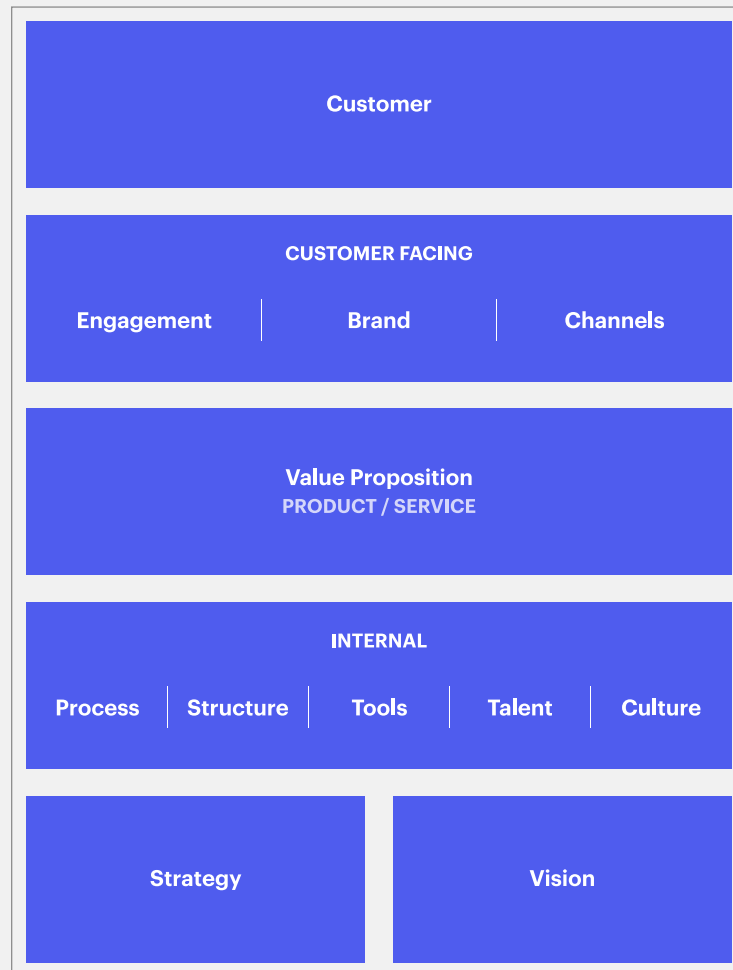 Customer
CUSTOMER FACING
Engagement Brand Channels
Value Proposition
PRODUCT / SERVICE
INTERNAL
Process Structure Tools Talent Culture
Strategy Vision